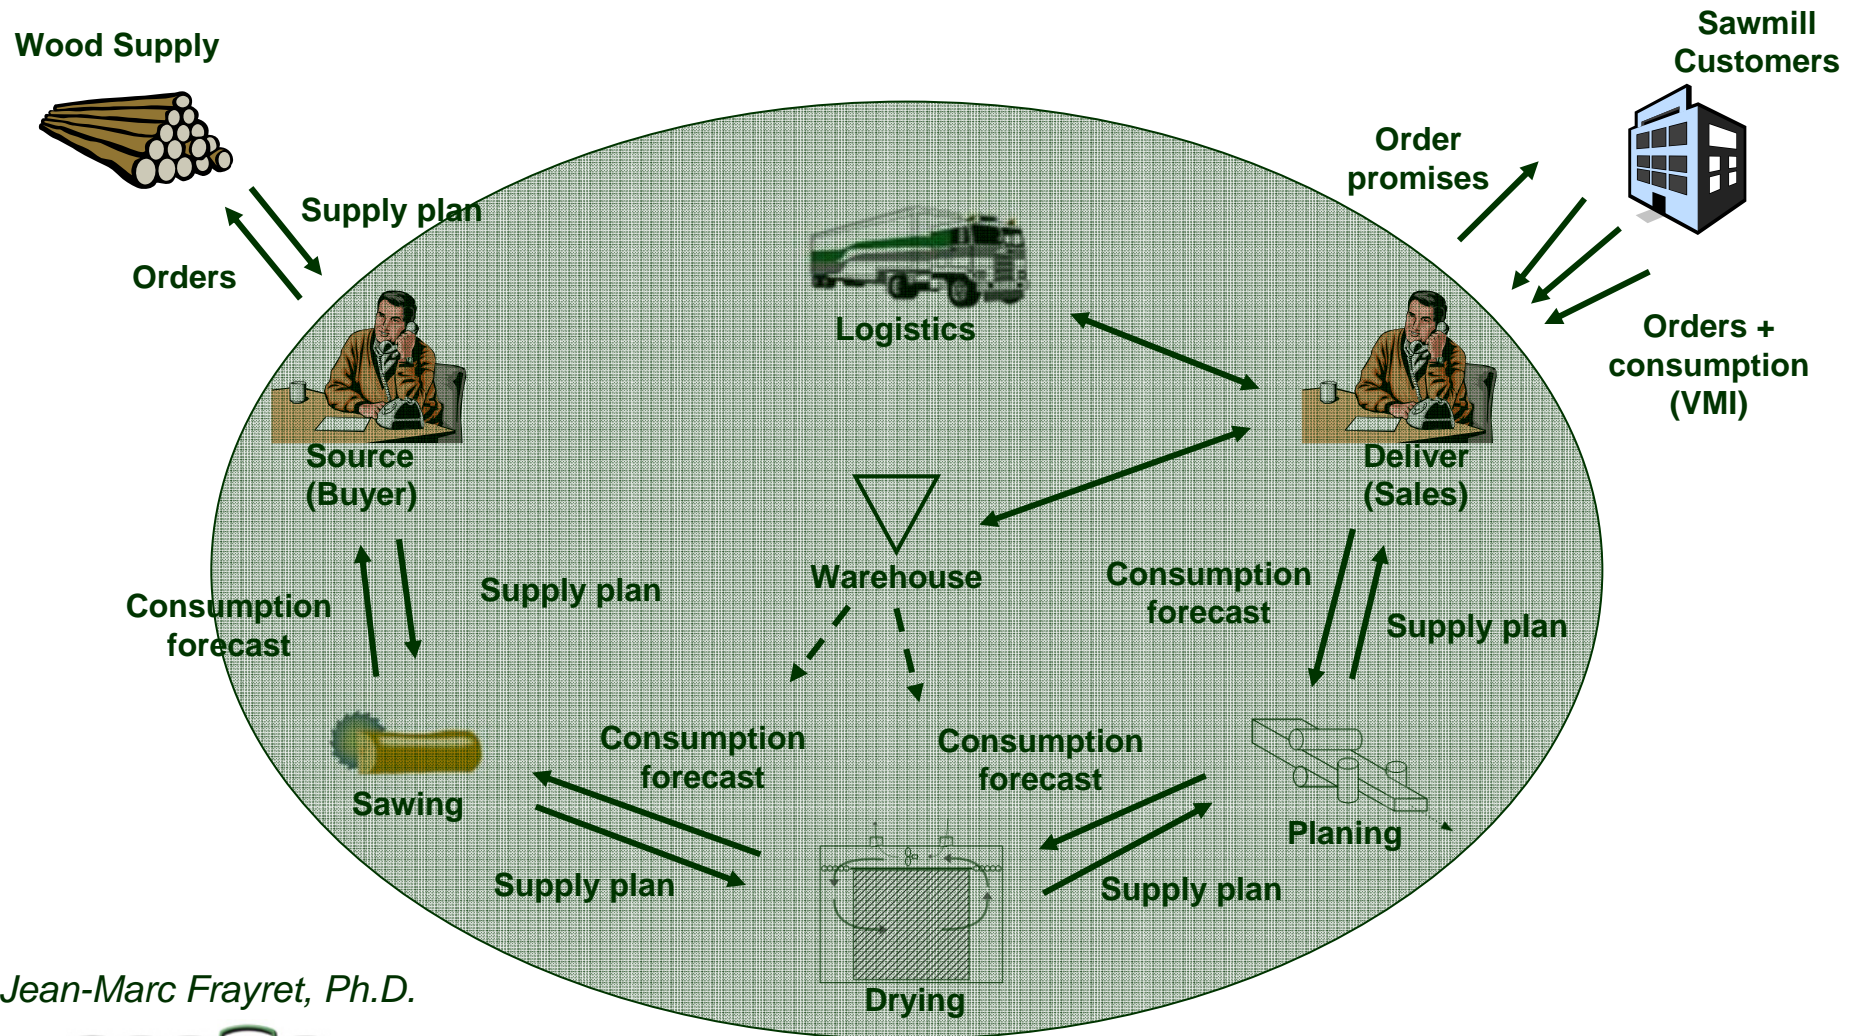 Wood Supply
Sawmill
Customers
Order
promises
Supply plan
Orders
Logistics
Orders +
consumption
(VMI)
Source
(Buyer)
Deliver
(Sales)
Consumption
forecast
Supply plan
Warehouse
Consumption
forecast
Supply plan
Consumption
forecast
Consumption
forecast
Sawing
Planing
Supply plan
Supply plan
Drying
Jean-Marc Frayret, Ph.D.